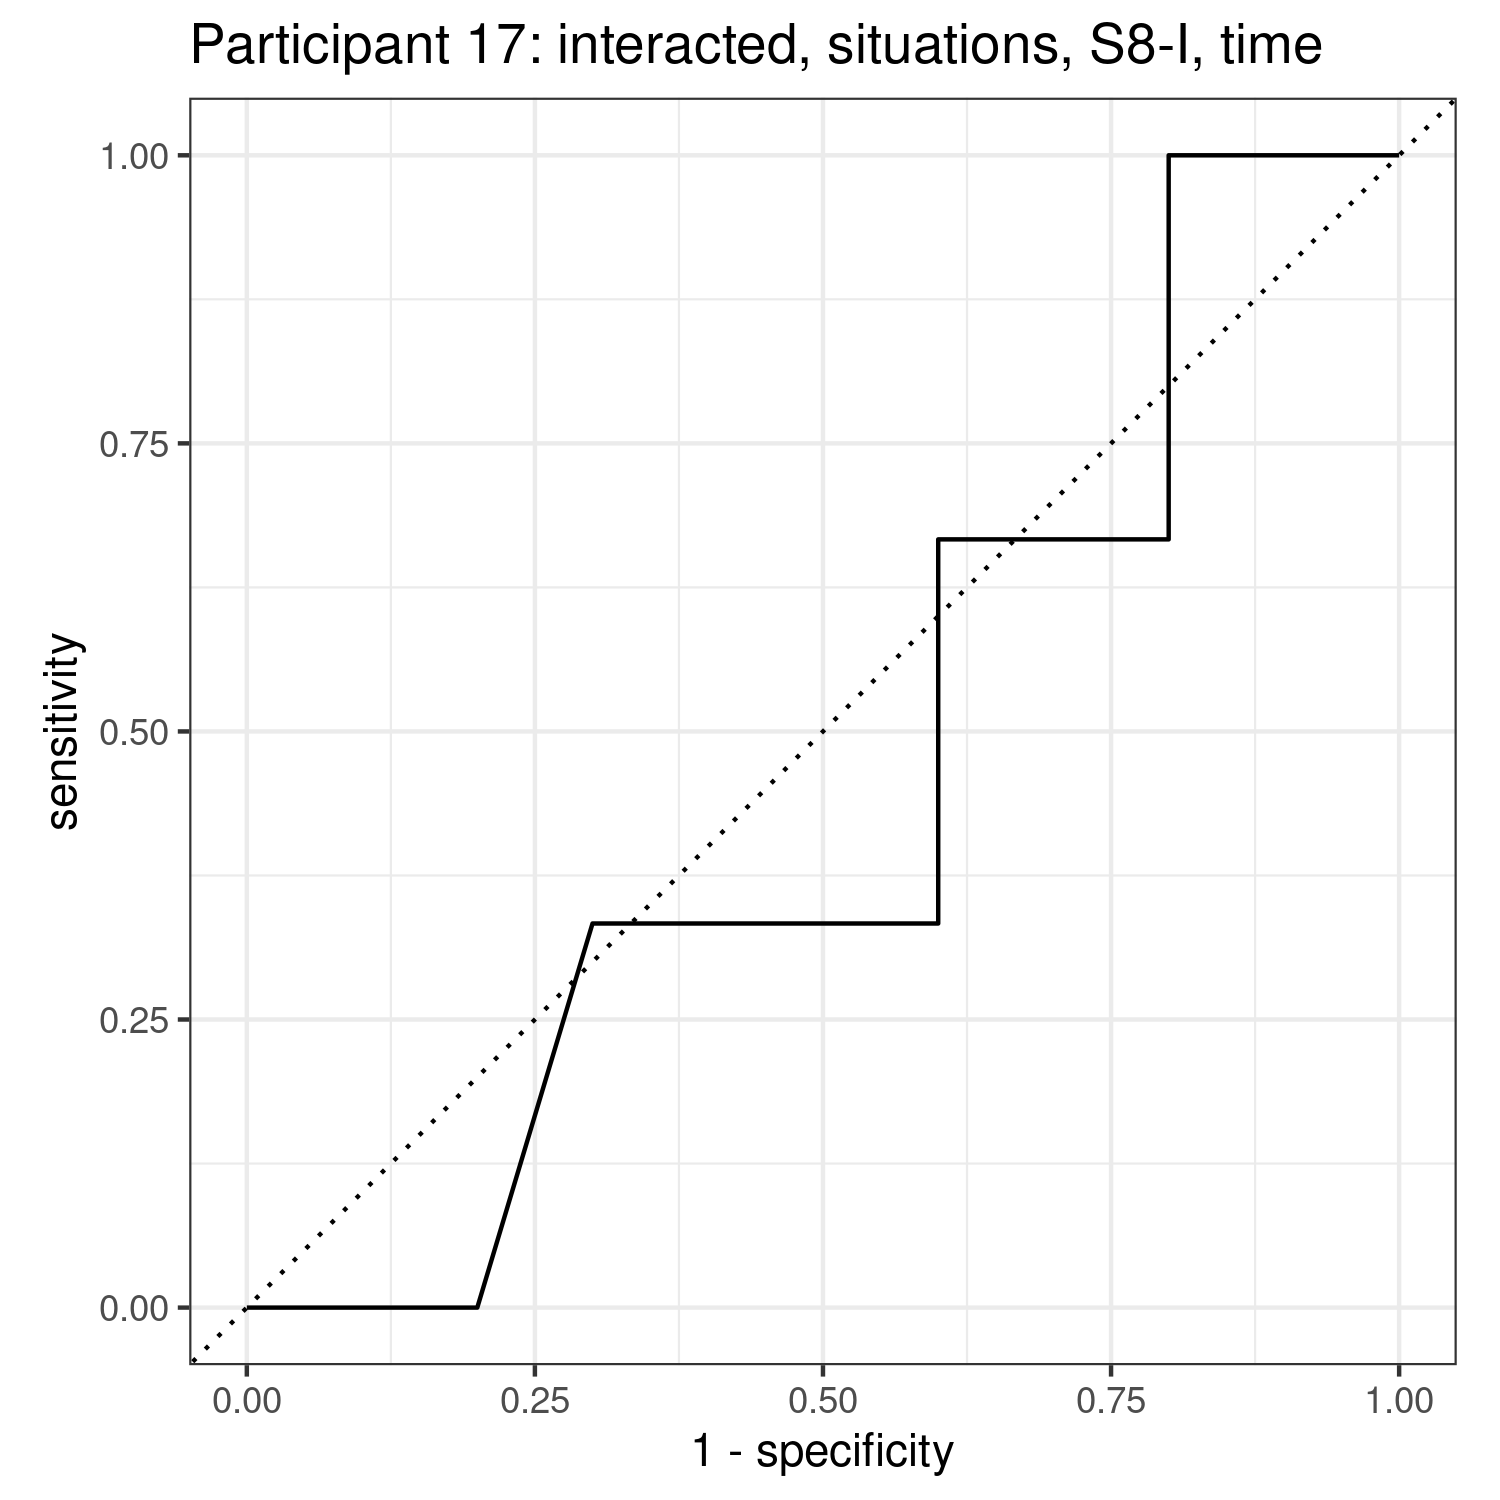 Participant 17: interacted, situations, S8-I, time
1.00
0.75
0.50
0.25
0.00
sensitivity
0.00 0.25 0.50 0.75 1.00
1 - specificity